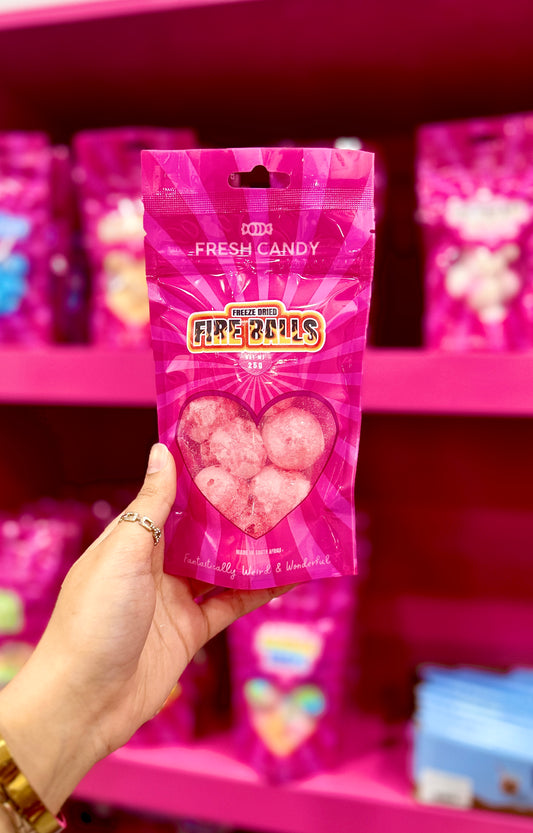 FRESH CANDY
FREEZE DRIED
FIRE BALLS
NET WT
25g
MADE IN SOUTH AFRICA
Fantastically Weird & Wonderful